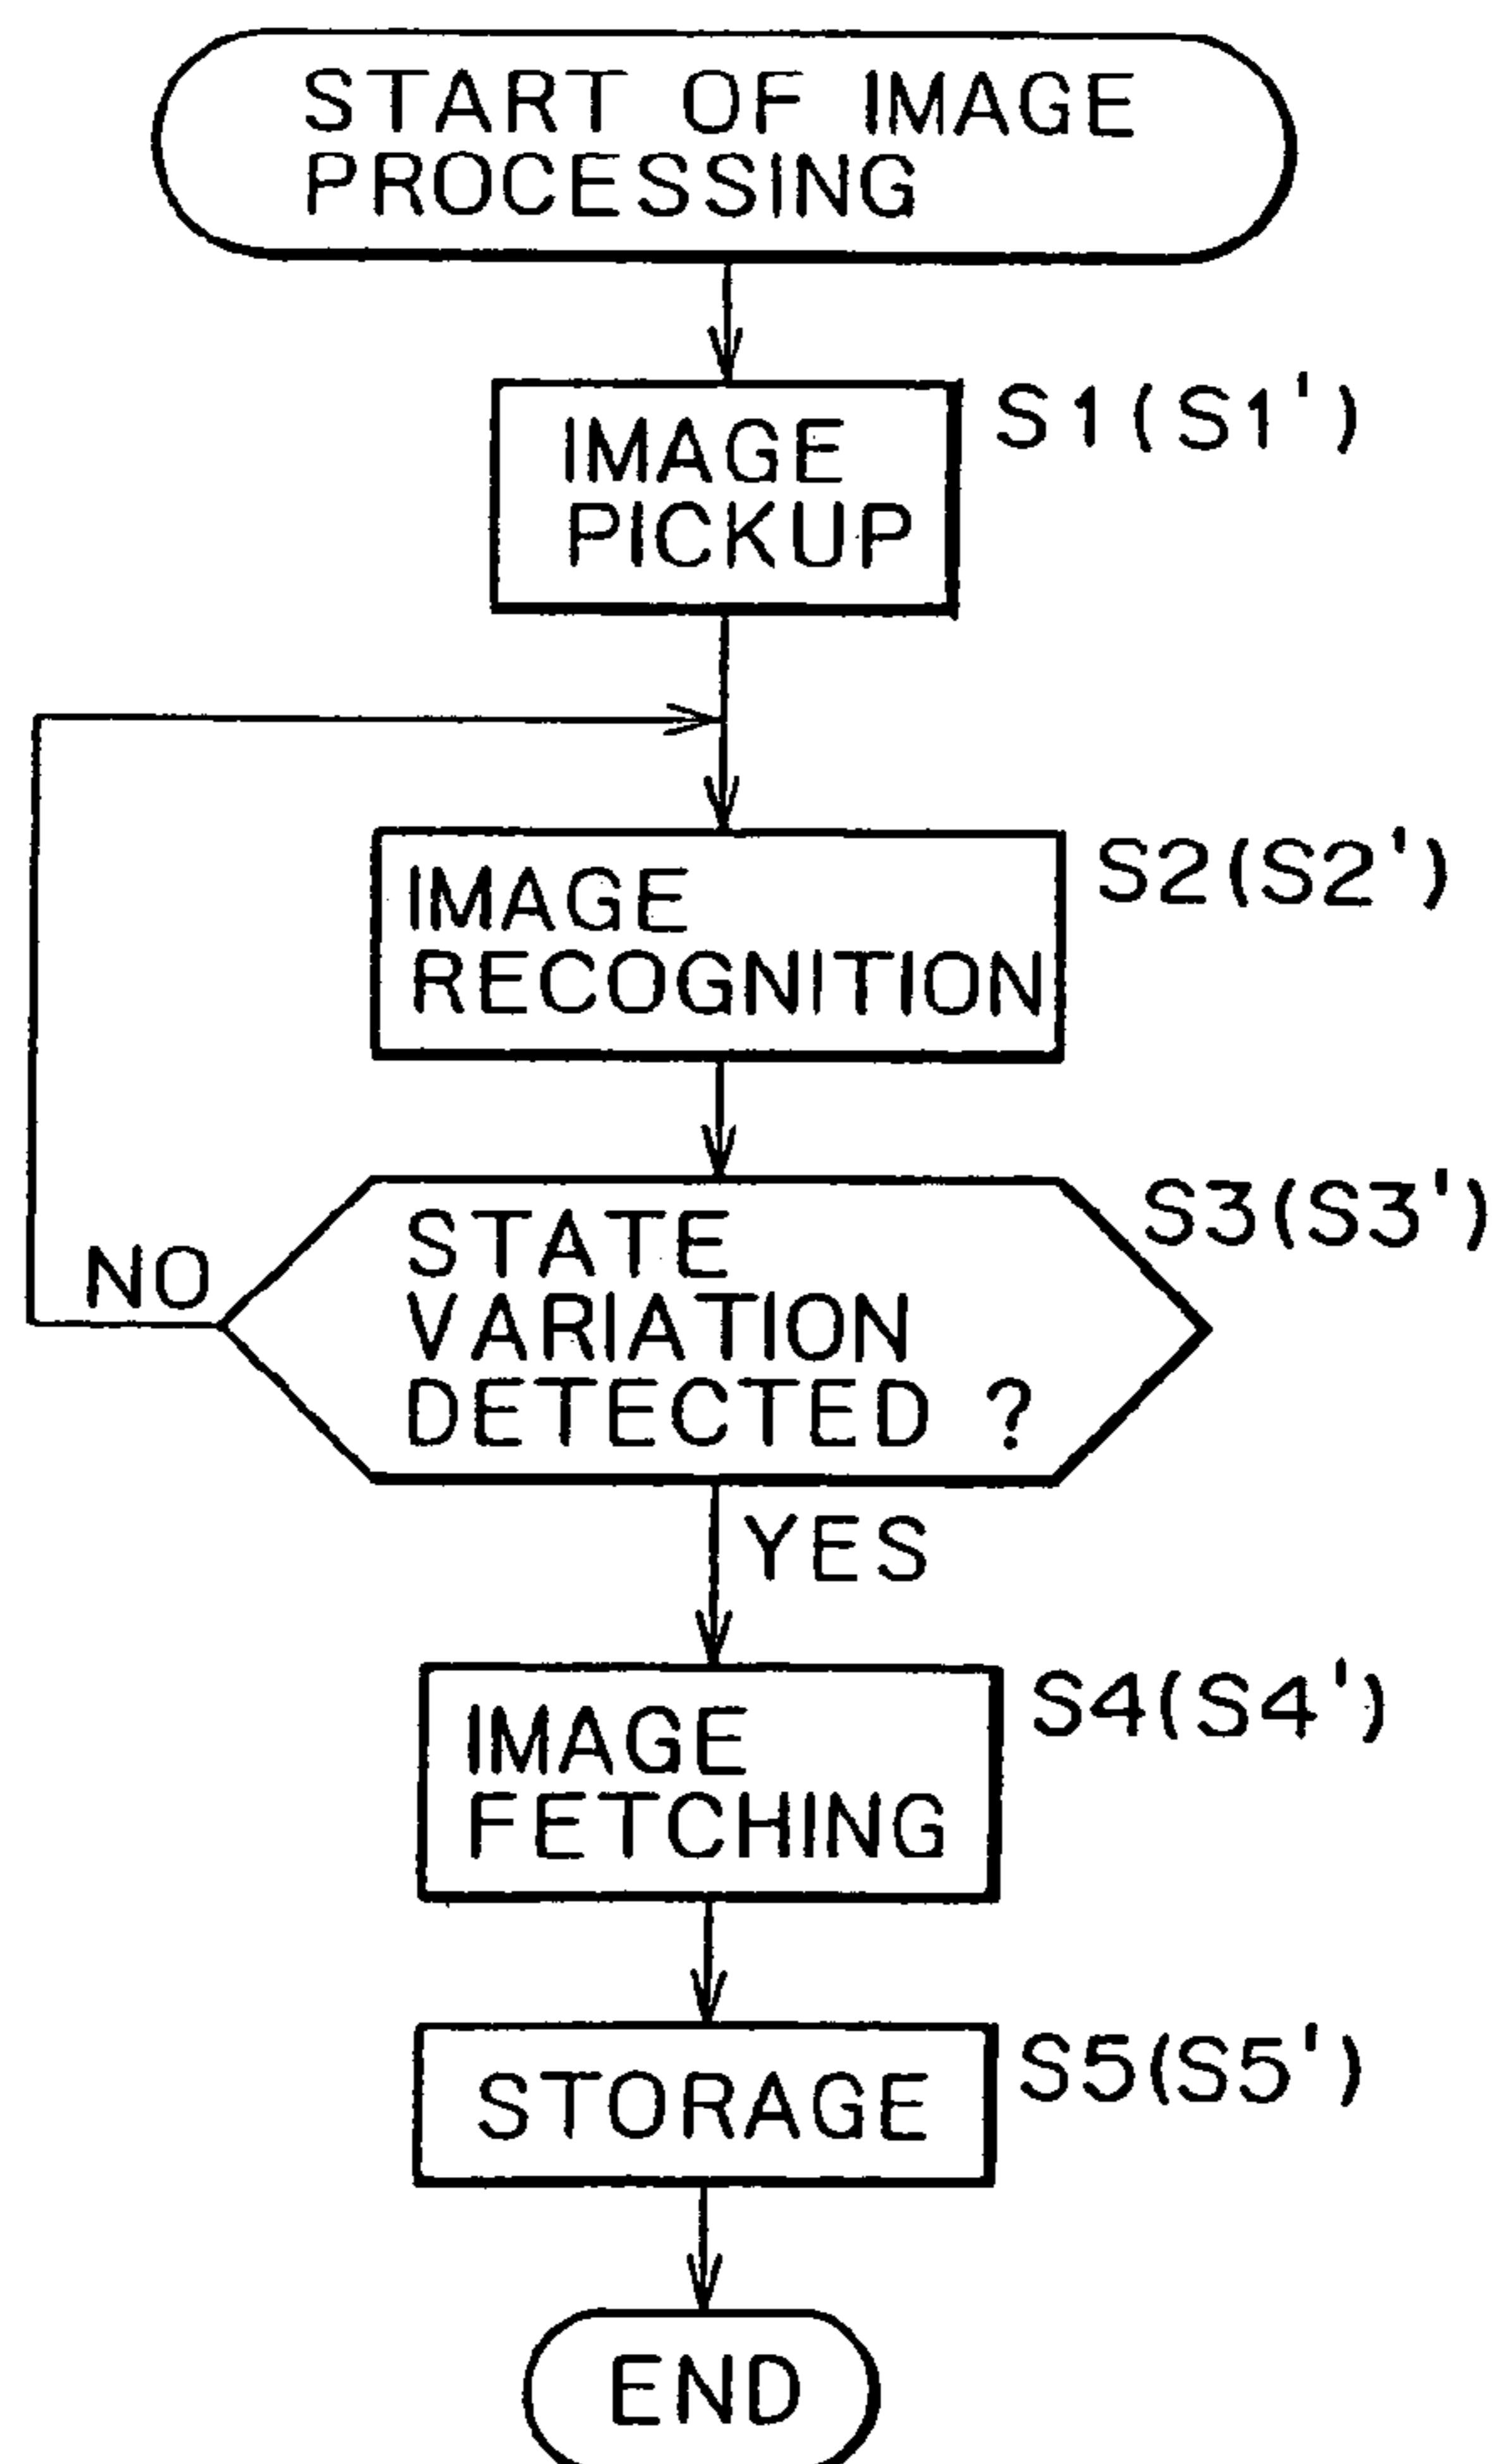 START OF IMAGE
PROCESSING
IMAGE
PICKUP
S1(S1')
IMAGE
RECOGNITION
S2(S2')
STATE
VARIATION
DETECTED ?
S3(S3')
NO
YES
IMAGE
FETCHING
S4(S4')
STORAGE
S5(S5')
END